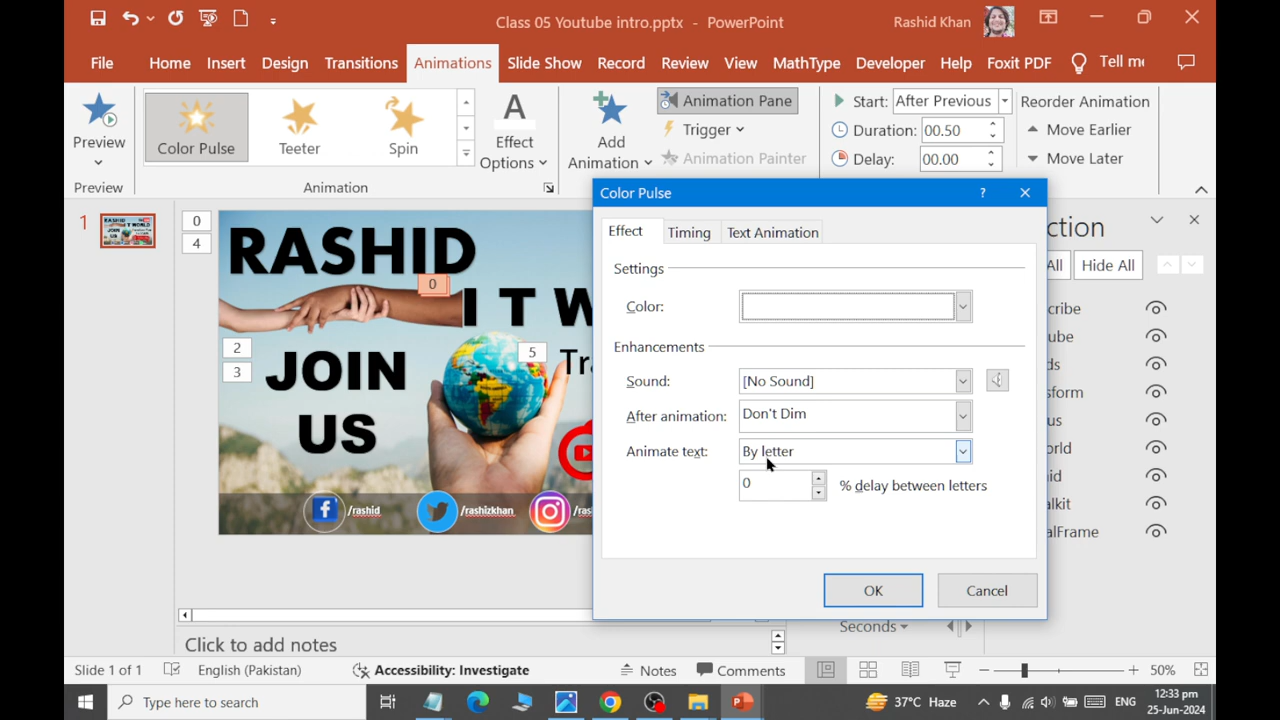 Class 05 Youtube intro.pptx - PowerPoint
Rashid Khan
File Home Insert Design Transitions Animations Slide Show Record Review View MathType Developer Help Foxit PDF Tell me
Preview
Preview
Color Pulse
Teeter
Spin
Animation
Effect
Options
Add
Animation
Animation Pane
Trigger
Animation Painter
Start: After Previous
Duration: 00.50
Delay: 00.00
Reorder Animation
Move Earlier
Move Later
1
RASHID
I T WORLD
JOIN
US
0
4
RASHID
0
I T W
2
3
JOIN
US
5
Tr
/rashid
/rashizkhan
/ras
Color Pulse
?
Effect
Timing
Text Animation
Settings
Color:
Enhancements
Sound: [No Sound]
After animation: Don't Dim
Animate text: By letter
0 % delay between letters
OK
Cancel
ction
All
Hide All
cribe
ube
ds
sform
us
orld
nid
alkit
alFrame
Seconds
Click to add notes
Slide 1 of 1
English (Pakistan)
Accessibility: Investigate
Notes
Comments
50%
Type here to search
37°C Haze
ENG
12:33 pm
25-Jun-2024